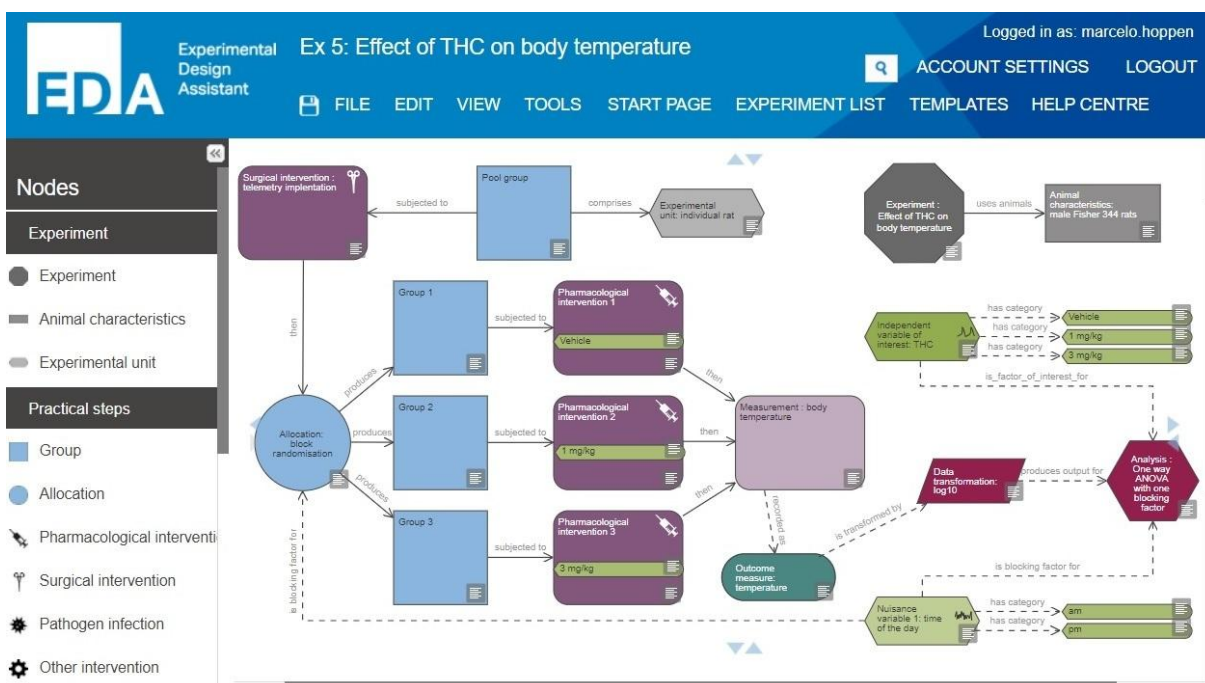 EDA
Experimental
Design
Assistant
Ex 5: Effect of THC on body temperature
Logged in as: marcelo.hoppen
ACCOUNT SETTINGS
LOGOUT
FILE
EDIT
VIEW
TOOLS
START PAGE
EXPERIMENT LIST
TEMPLATES
HELP CENTRE
Nodes
Experiment
Experiment
Animal characteristics
Experimental unit
Practical steps
Group
Allocation
Pharmacological interventi
Surgical intervention
Pathogen infection
Other intervention
Surgical intervention :
telemetry implentation
subjected to
Pool group
comprises
Experimental
unit: individual rat
Experiment :
Effect of THC on
body temperature
uses animals
Animal
characteristics:
male Fisher 344 rats
then
Group 1
subjected to
Pharmacological
intervention 1
Vehicle
then
produces
Allocation:
block
randomisation
produces
Group 2
subjected to
Pharmacological
intervention 2
1 mg/kg
then
Measurement : body
temperature
produces
Group 3
subjected to
Pharmacological
intervention 3
3 mg/kg
then
recorded as
Outcome
measure:
temperature
is transformed by
Data
transformation:
log10
produces output for
Analysis :
One way
ANOVA
with one
blocking
factor
Independent
variable of
interest: THC
has category
Vehicle
has category
1 mg/kg
has category
3 mg/kg
is_factor_of_interest_for
is blocking factor for
Nuisance
variable 1: time
of the day
has category
am
has category
pm
is blocking factor for